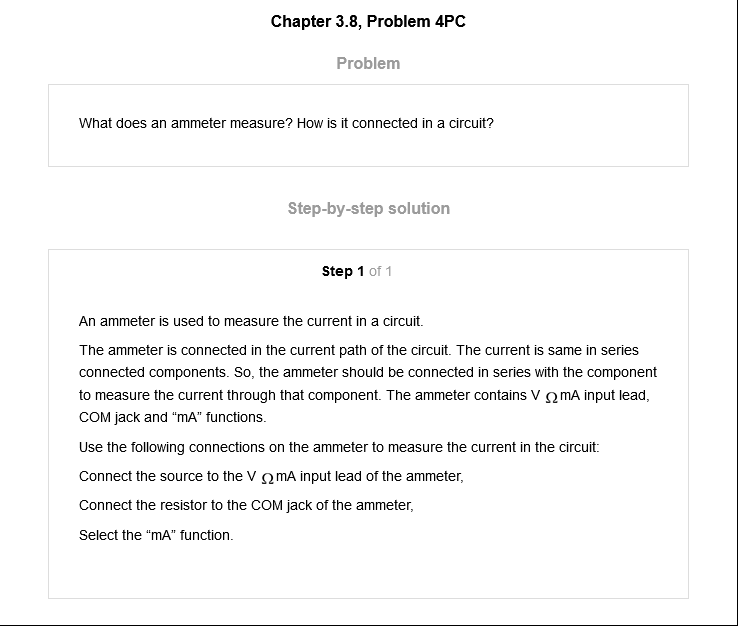 Chapter 3.8, Problem 4PC
Problem
What does an ammeter measure? How is it connected in a circuit?
Step-by-step solution
Step 1 of 1
An ammeter is used to measure the current in a circuit.
The ammeter is connected in the current path of the circuit. The current is same in series
connected components. So, the ammeter should be connected in series with the component
to measure the current through that component. The ammeter contains V Ω mA input lead,
COM jack and “mA” functions.
Use the following connections on the ammeter to measure the current in the circuit:
Connect the source to the V Ω mA input lead of the ammeter,
Connect the resistor to the COM jack of the ammeter,
Select the “mA” function.